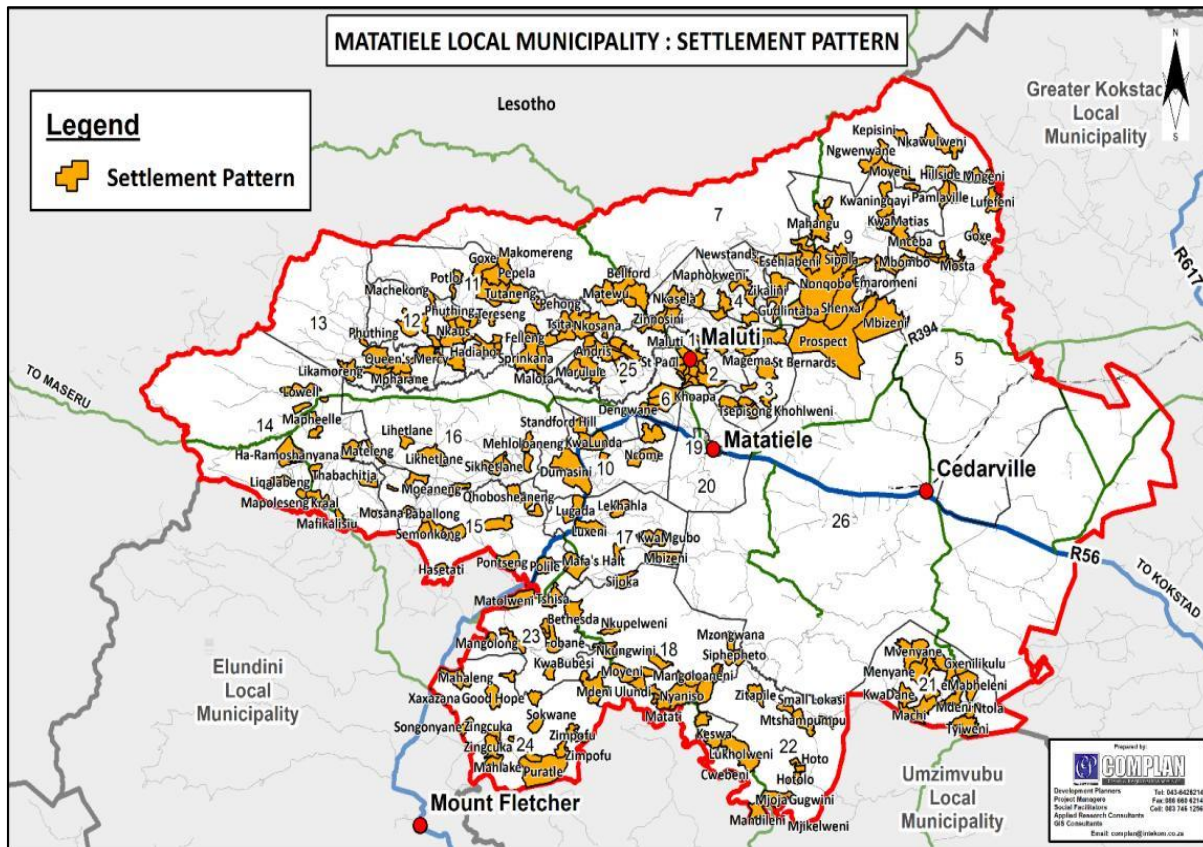 MATATIELE LOCAL MUNICIPALITY : SETTLEMENT PATTERN
Legend
Settlement Pattern
Lesotho
Greater Kokstad
Local
Municipality
N
S
Kepisini
Nkawulweni
Ngwenwane
Moyeni
Hillside
Mngeni
Kwaningqayi
Pamlaville
Lufefeni
7
Mahangu
KwaMatias
9
Mnceba
Goxe
Makomereng
Newstands
Esehlabeni
Sipola
Mbombo
Mosta
R617
Goxe
Potlo
Pepela
Bellford
Maphokweni
Zikalini
Nonqobo
Emaromeni
11
Machekong
Tutaneng
Matewu
Nkasela
4
Gudlintaba
Shenxa
Mbizeni
13
12
Phuthing
Tereseng
Pehong
Zinhosini
Phuthing
Nkaus
Felleng
Tsita
Nkosana
Maluti
1
Maluti
Prospect
R394
5
Queen's Mercy
Hadiabo
Sprinkana
Andris
St Paul
Magema
St Bernards
Likamoreng
Mpharane
Malota
Marulule
25
2
3
TO MASERU
Lowell
6
Khoapa
Dengwane
Tsepisong
Khohlweni
Mapheelle
Standford Hill
14
Lihetlane
16
Mehloloaneng
KwaLunda
19
Matatiele
Ha-Ramoshanyana
Mateleng
Likhetlane
Sikhetlane
10
Ncome
Cedarville
Liqalabeng
Thabachitja
Dumasini
20
Mapoleseng
Kraal
Moeaneng
Qhobosheaneng
26
Mafikalisiu
Mosana
Paballong
Lugada
Lekhahla
Semonkong
15
Luxeni
17
KwaMgubo
Mbizeni
R56
Hasetati
Pontseng
Polile
Mafa's Halt
Sijoka
TO KOKSTAD
Matolweni
Tshisa
Bethesda
Nkupelweni
Mangolong
23
Fobane
Nkungwini
18
Mzongwana
Siphepheto
Mvenyane
Elundini
Local
Municipality
KwaBubesi
Moyeni
Mangoloaneni
Menyane
Gxenilikulu
Mahaleng
Mdeni
Ulundi
Nyaniso
Zitapile
Small Lokasi
KwaDane
21
eMabheleni
Xaxazana
Good Hope
Matati
Mtshampumpu
Machi
Mdeni
Ntola
Sokwane
Tyiweni
Songonyane
Zingcuka
Zimpofu
Keswa
22
Zingcuka
24
Zimpofu
Lukholweni
Hoto
Mahlake
Puratle
Cwebeni
Hotolo
Umzimvubu
Local
Municipality
Mount Fletcher
Mjoja
Gugwini
Mandileni
Mjikelweni
Prepared by:
COMPLAN
Development Planners
Project Managers
Social Facilitators
Applied Research Consultants
GIS Consultants